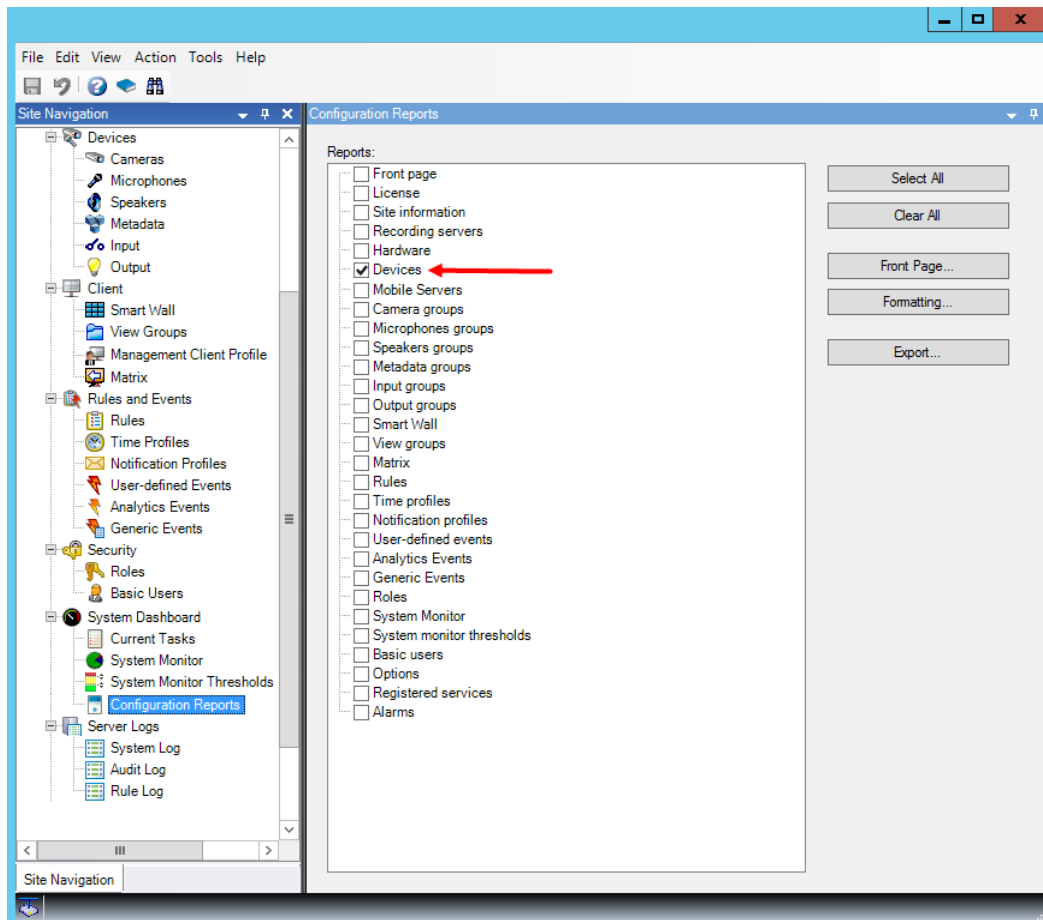 File Edit View Action Tools Help
Site Navigation
Devices
Cameras
Microphones
Speakers
Metadata
Input
Output
Client
Smart Wall
View Groups
Management Client Profile
Matrix
Rules and Events
Rules
Time Profiles
Notification Profiles
User-defined Events
Analytics Events
Generic Events
Security
Roles
Basic Users
System Dashboard
Current Tasks
System Monitor
System Monitor Thresholds
Configuration Reports
Server Logs
System Log
Audit Log
Rule Log
Site Navigation
Configuration Reports
Reports:
Front page
License
Site information
Recording servers
Hardware
Devices
Mobile Servers
Camera groups
Microphones groups
Speakers groups
Metadata groups
Input groups
Output groups
Smart Wall
View groups
Matrix
Rules
Time profiles
Notification profiles
User-defined events
Analytics Events
Generic Events
Roles
System Monitor
System monitor thresholds
Basic users
Options
Registered services
Alarms
Select All
Clear All
Front Page...
Formatting...
Export...